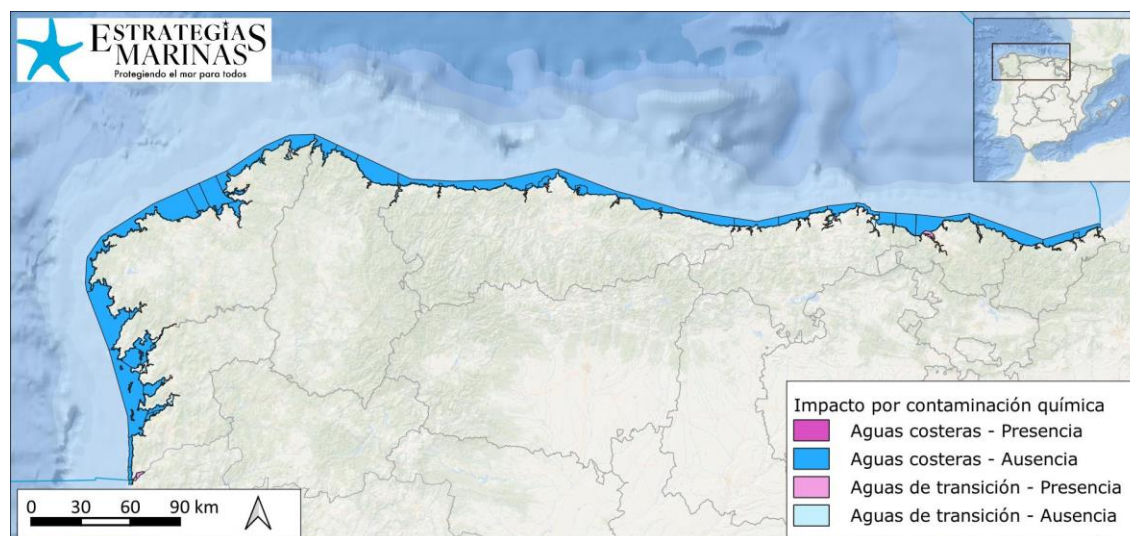 ESTRATEGIAS
MARINAS
Protegiendo el mar para todos
Impacto por contaminación química
Aguas costeras - Presencia
Aguas costeras - Ausencia
Aguas de transición - Presencia
Aguas de transición - Ausencia
0 30 60 90 km